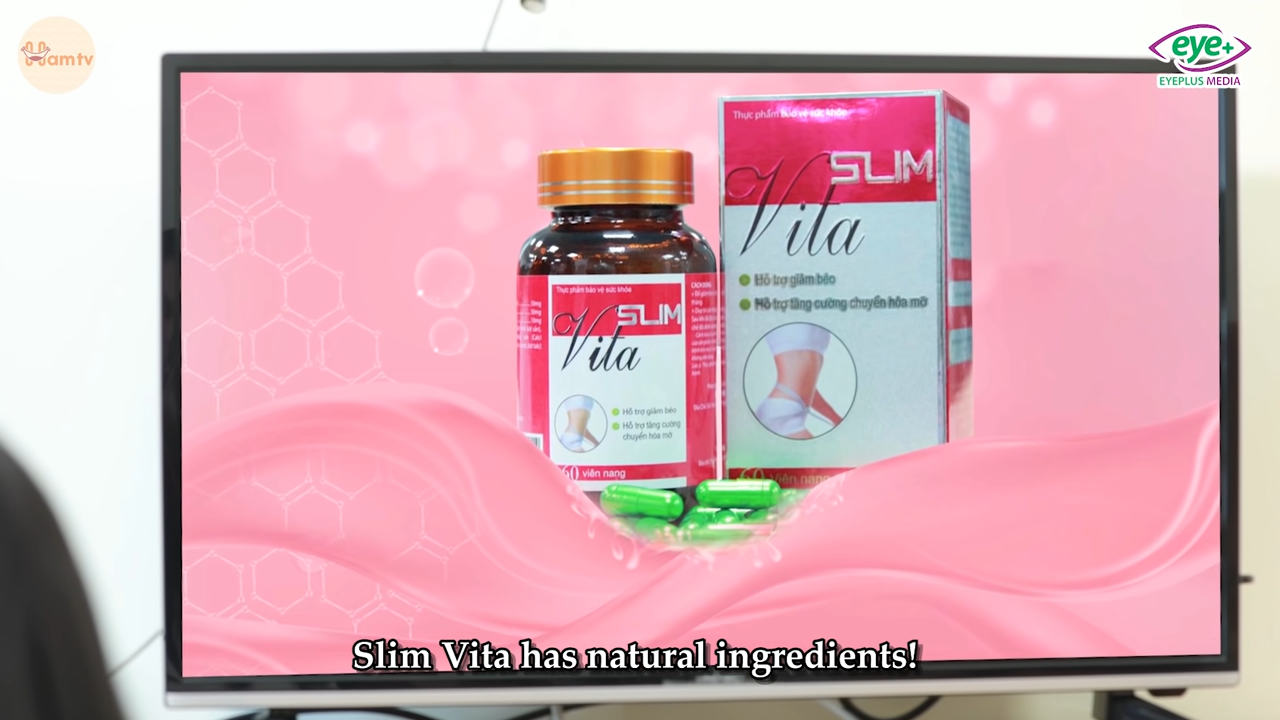 Hamtv
eye+
EYEPLUS MEDIA
Thực phẩm bảo vệ sức khỏe
SLIM
Vita
Hỗ trợ giảm béo
Hỗ trợ tăng cường chuyển hóa mỡ
60 viên nang
Thực phẩm bảo vệ sức khỏe
SLIM
Vita
Hỗ trợ giảm béo
Hỗ trợ tăng cường
chuyển hóa mỡ
60 viên nang
Slim Vita has natural ingredients!